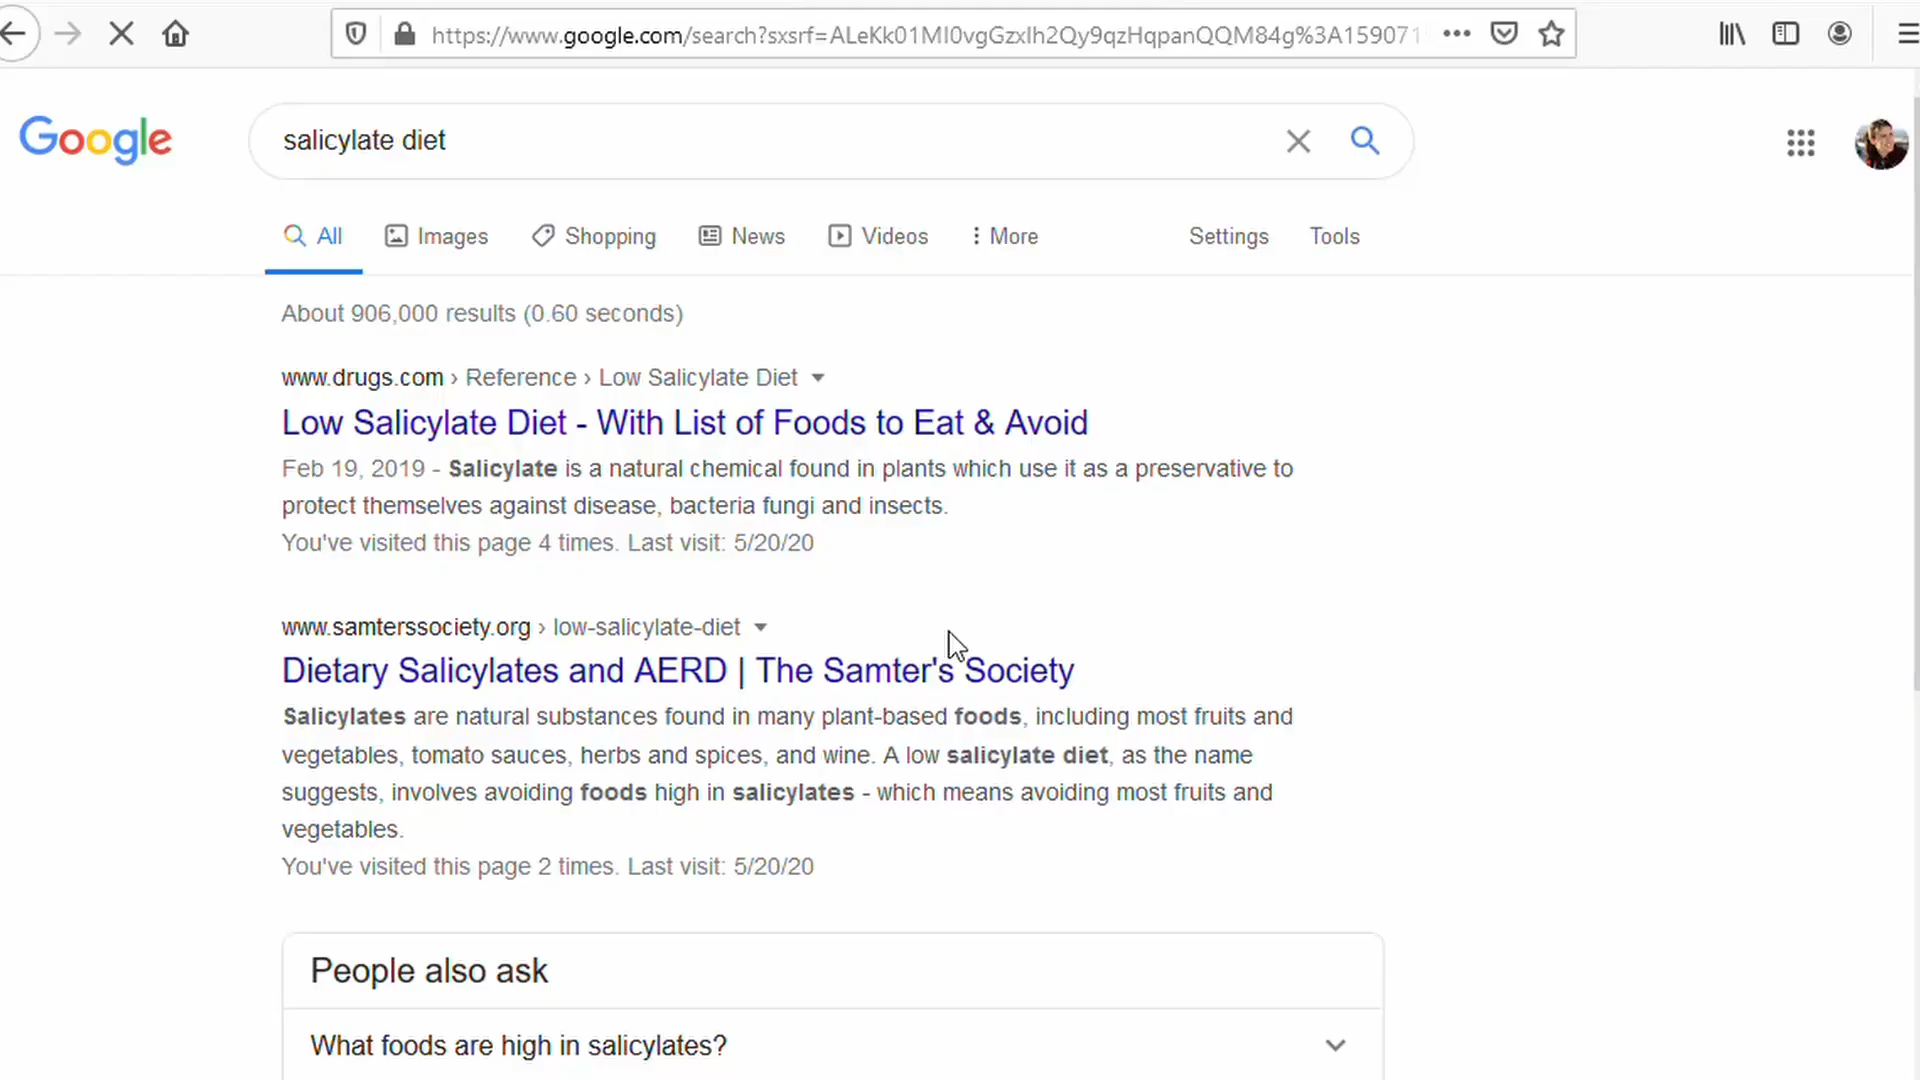 https://www.google.com/search?sxsrf=ALeKk01MI0vgGzxIh2Qy9qzHqpanQQM84g%3A159071
Google
salicylate diet
All Images Shopping News Videos More Settings Tools
About 906,000 results (0.60 seconds)
www.drugs.com › Reference › Low Salicylate Diet
Low Salicylate Diet - With List of Foods to Eat & Avoid
Feb 19, 2019 - Salicylate is a natural chemical found in plants which use it as a preservative to
protect themselves against disease, bacteria fungi and insects.
You've visited this page 4 times. Last visit: 5/20/20
www.samterssociety.org › low-salicylate-diet
Dietary Salicylates and AERD | The Samter's Society
Salicylates are natural substances found in many plant-based foods, including most fruits and
vegetables, tomato sauces, herbs and spices, and wine. A low salicylate diet, as the name
suggests, involves avoiding foods high in salicylates - which means avoiding most fruits and
vegetables.
You've visited this page 2 times. Last visit: 5/20/20
People also ask
What foods are high in salicylates?